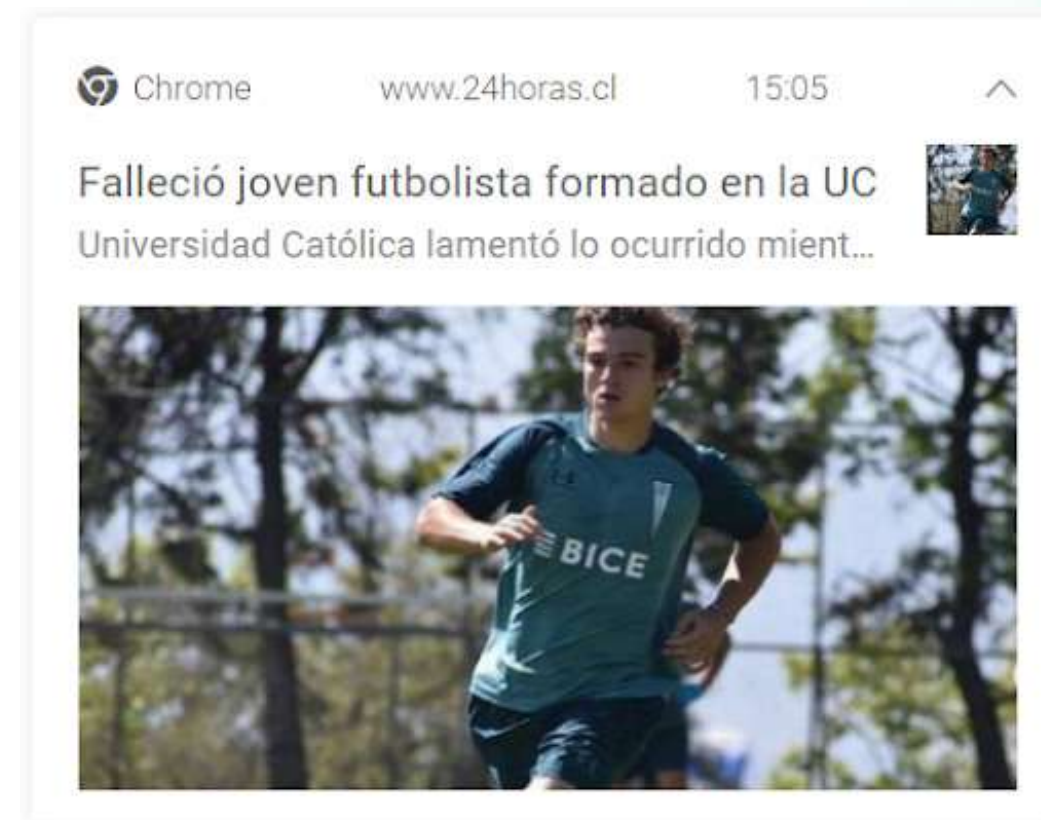 Chrome www.24horas.cl 15:05
Falleció joven futbolista formado en la UC
Universidad Católica lamentó lo ocurrido mient...
BICE